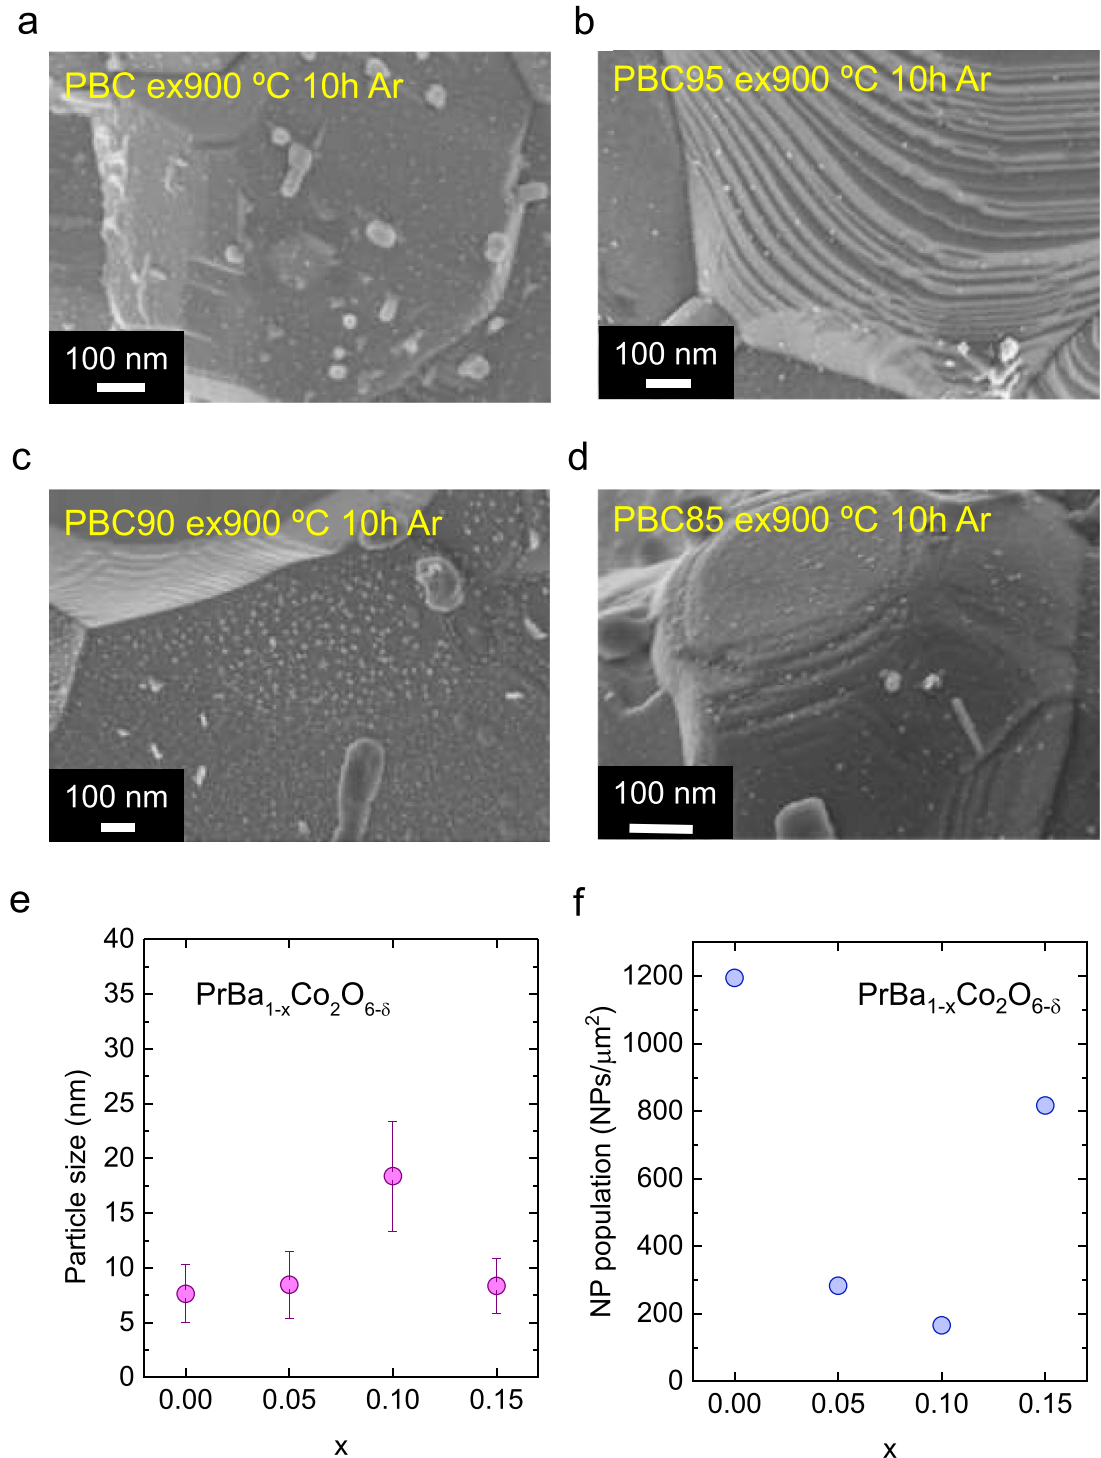 a
PBC ex900 ºC 10h Ar
100 nm
b
PBC95 ex900 ºC 10h Ar
100 nm
c
PBC90 ex900 ºC 10h Ar
100 nm
d
PBC85 ex900 ºC 10h Ar
100 nm
e
PrBa1-xCo2O6-δ
Particle size (nm)
40
35
30
25
20
15
10
5
0
0.00 0.05 0.10 0.15
x
f
PrBa1-xCo2O6-δ
NP population (NPs/μm2)
1200
1000
800
600
400
200
0
0.00 0.05 0.10 0.15
x